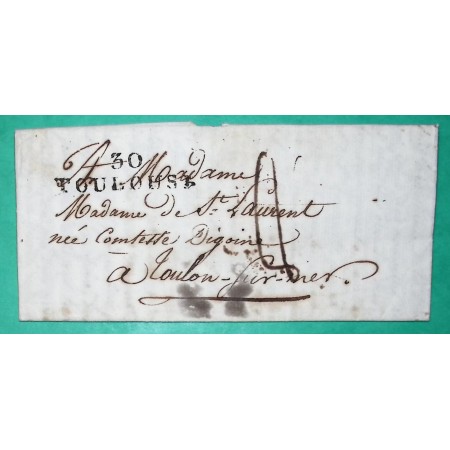 30
TOULOUSE
A Madame
Madame de St. Laurent
née Comtesse Digoine
à Toulon-sur-mer.